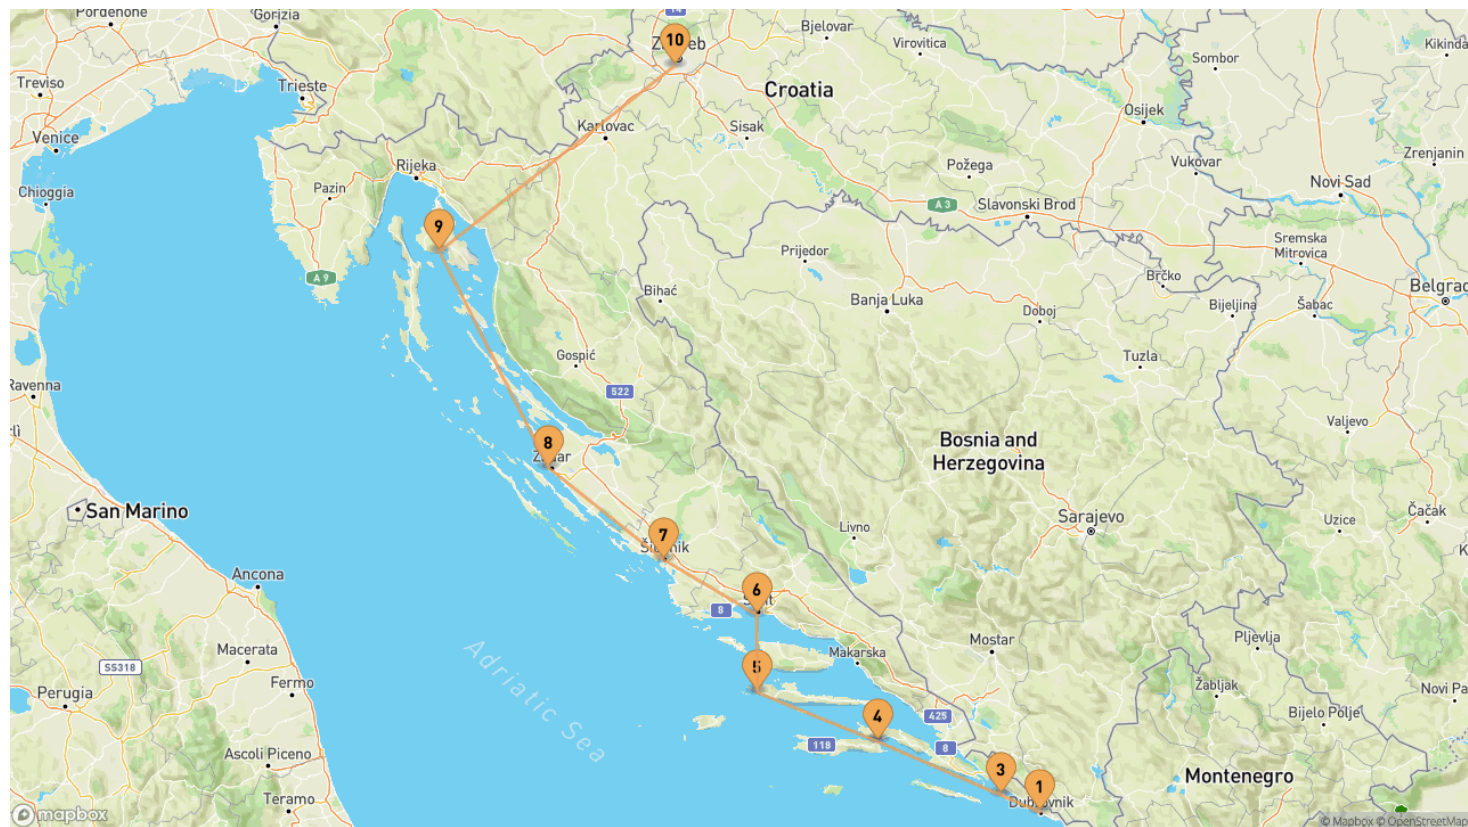 Pordenone
Gorizia
14
10
Bjelovar
Virovitica
Kikinda
Sombor
Treviso
Trieste
Croatia
Osijek
Venice
Karlovac
Sisak
Rijeka
Požega
Vukovar
Zrenjanin
Chioggia
Pazin
Novi Sad
A 3
Slavonski Brod
9
Sremska
Mitrovica
Prijedor
A 9
Brčko
Bihać
Banja Luka
Doboj
Bijeljina
Šabac
Belgrad
Gospić
Tuzla
Ravenna
522
Valjevo
8
Bosnia and
Herzegovina
San Marino
Sarajevo
Čačak
Uzice
Livno
7
Ancona
6
8
Mostar
Pljevlja
Macerata
Makarska
Adriatic Sea
SS318
5
Fermo
Perugia
Žabljak
Novi Pa
4
425
Bijelo Polje
118
8
Ascoli Piceno
3
Montenegro
1
Teramo
Dubrovnik
mapbox
© Mapbox © OpenStreetMap